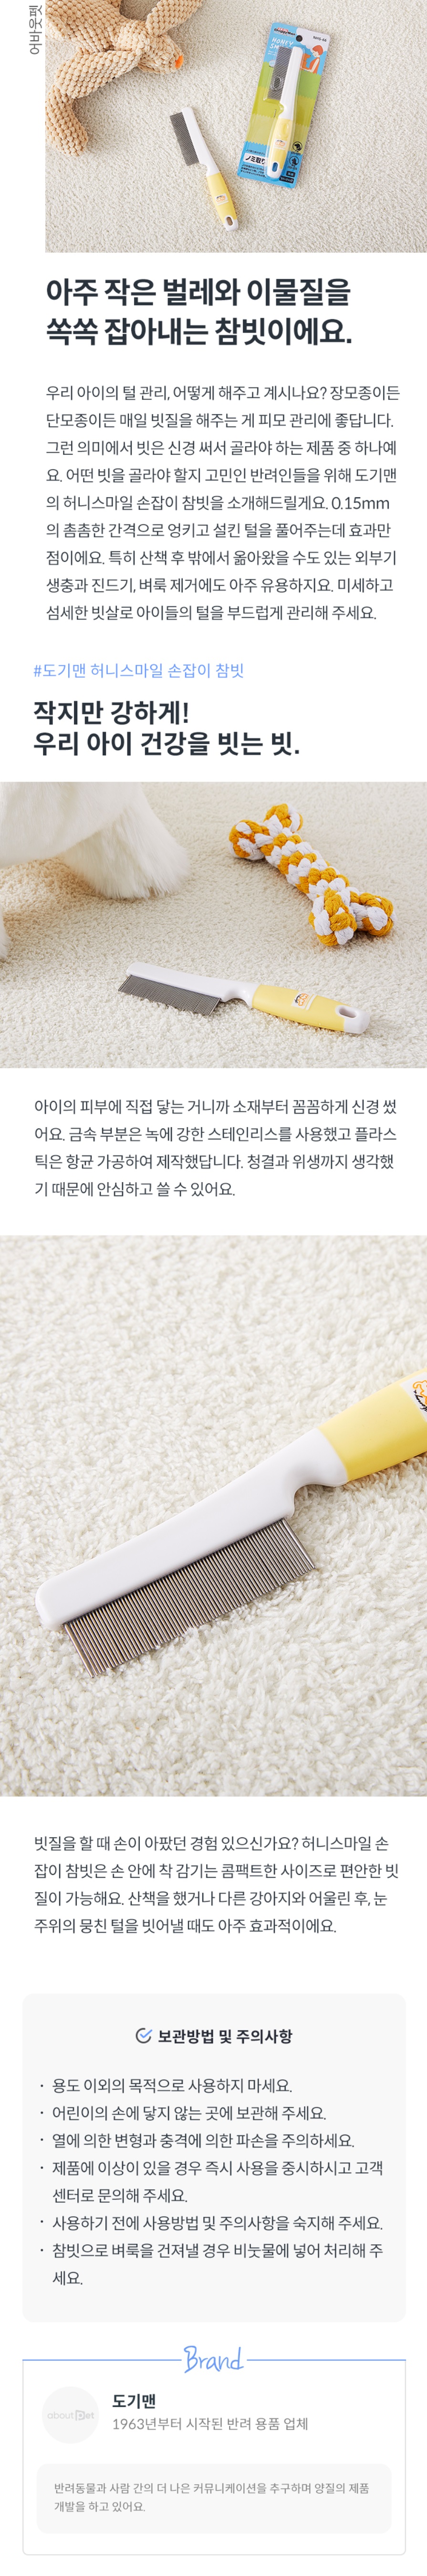 어바웃펫
HONEY
ノミ取り
아주 작은 벌레와 이물질을
쏙쏙 잡아내는 참빗이에요.
우리 아이의 털 관리, 어떻게 해주고 계시나요? 장모종이든
단모종이든 매일 빗질을 해주는 게 피모 관리에 좋답니다.
그런 의미에서 빗은 신경 써서 골라야 하는 제품 중 하나예
요. 어떤 빗을 골라야 할지 고민인 반려인들을 위해 도기맨
의 허니스마일 손잡이 참빗을 소개해드릴게요. 0.15mm
의 촘촘한 간격으로 엉키고 설킨 털을 풀어주는데 효과만
점이에요. 특히 산책 후 밖에서 옮아왔을 수도 있는 외부기
생충과 진드기, 벼룩 제거에도 아주 유용하지요. 미세하고
섬세한 빗살로 아이들의 털을 부드럽게 관리해 주세요.
#도기맨 허니스마일 손잡이 참빗
작지만 강하게!
우리 아이 건강을 빗는 빗.
아이의 피부에 직접 닿는 거니까 소재부터 꼼꼼하게 신경 썼
어요. 금속 부분은 녹에 강한 스테인리스를 사용했고 플라스
틱은 항균 가공하여 제작했답니다. 청결과 위생까지 생각했
기 때문에 안심하고 쓸 수 있어요.
빗질을 할 때 손이 아팠던 경험 있으신가요? 허니스마일 손
잡이 참빗은 손 안에 착 감기는 콤팩트한 사이즈로 편안한 빗
질이 가능해요. 산책을 했거나 다른 강아지와 어울린 후, 눈
주위의 뭉친 털을 빗어낼 때도 아주 효과적이에요.
보관방법 및 주의사항
· 용도 이외의 목적으로 사용하지 마세요.
· 어린이의 손에 닿지 않는 곳에 보관해 주세요.
· 열에 의한 변형과 충격에 의한 파손을 주의하세요.
· 제품에 이상이 있을 경우 즉시 사용을 중시하시고 고객
센터로 문의해 주세요.
· 사용하기 전에 사용방법 및 주의사항을 숙지해 주세요.
· 참빗으로 벼룩을 건져낼 경우 비눗물에 넣어 처리해 주
세요.
Brand
about Pet
도기맨
1963년부터 시작된 반려 용품 업체
반려동물과 사람 간의 더 나은 커뮤니케이션을 추구하며 양질의 제품
개발을 하고 있어요.